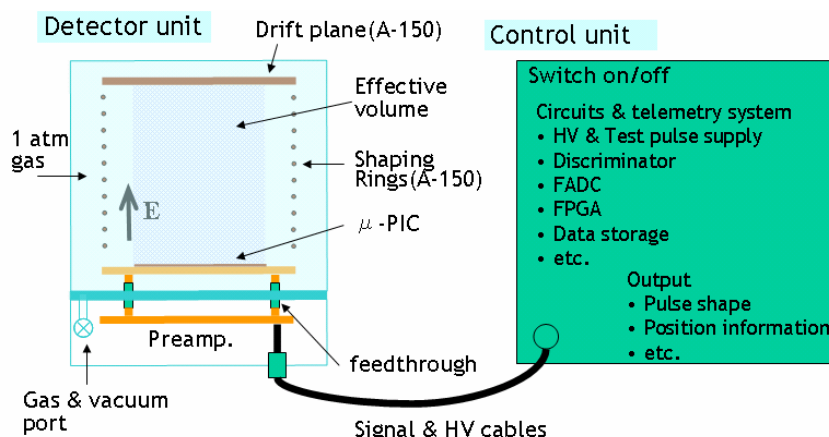 Detector unit
Drift plane(A-150)
Control unit
Effective
volume
1 atm
gas
Shaping
Rings(A-150)
E
μ-PIC
Preamp.
feedthrough
Gas & vacuum
port
Signal & HV cables
Switch on/off
Circuits & telemetry system
• HV & Test pulse supply
• Discriminator
• FADC
• FPGA
• Data storage
• etc.
Output
• Pulse shape
• Position information
• etc.